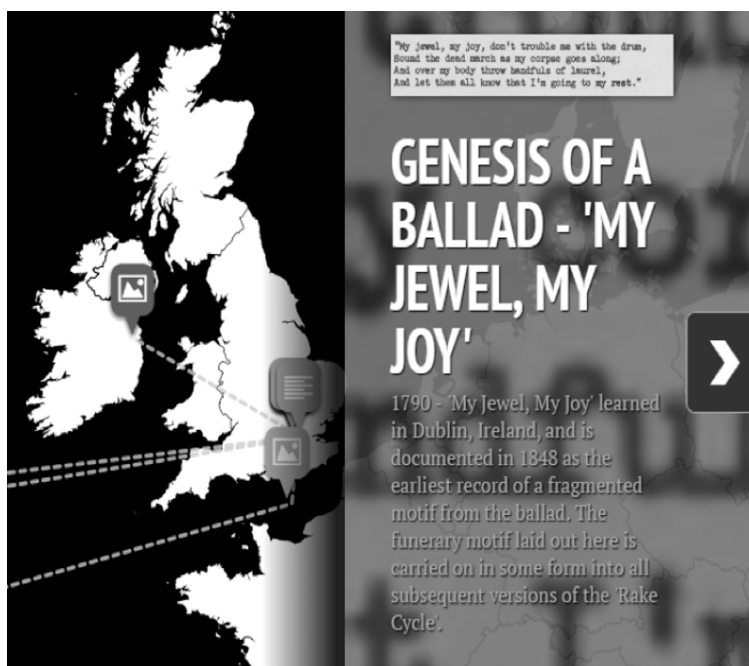 "My jewel, my joy, don't trouble me with the drum,
Sound the dead march as my corpse goes along;
And over my body throw handfuls of laurel,
And let them all know that I'm going to my rest."
GENESIS OF A
BALLAD - 'MY
JEWEL, MY
JOY'
1790 - 'My Jewel, My Joy' learned
in Dublin, Ireland, and is
documented in 1848 as the
earliest record of a fragmented
motif from the ballad. The
funerary motif laid out here is
carried on in some form into all
subsequent versions of the 'Rake
Cycle'.